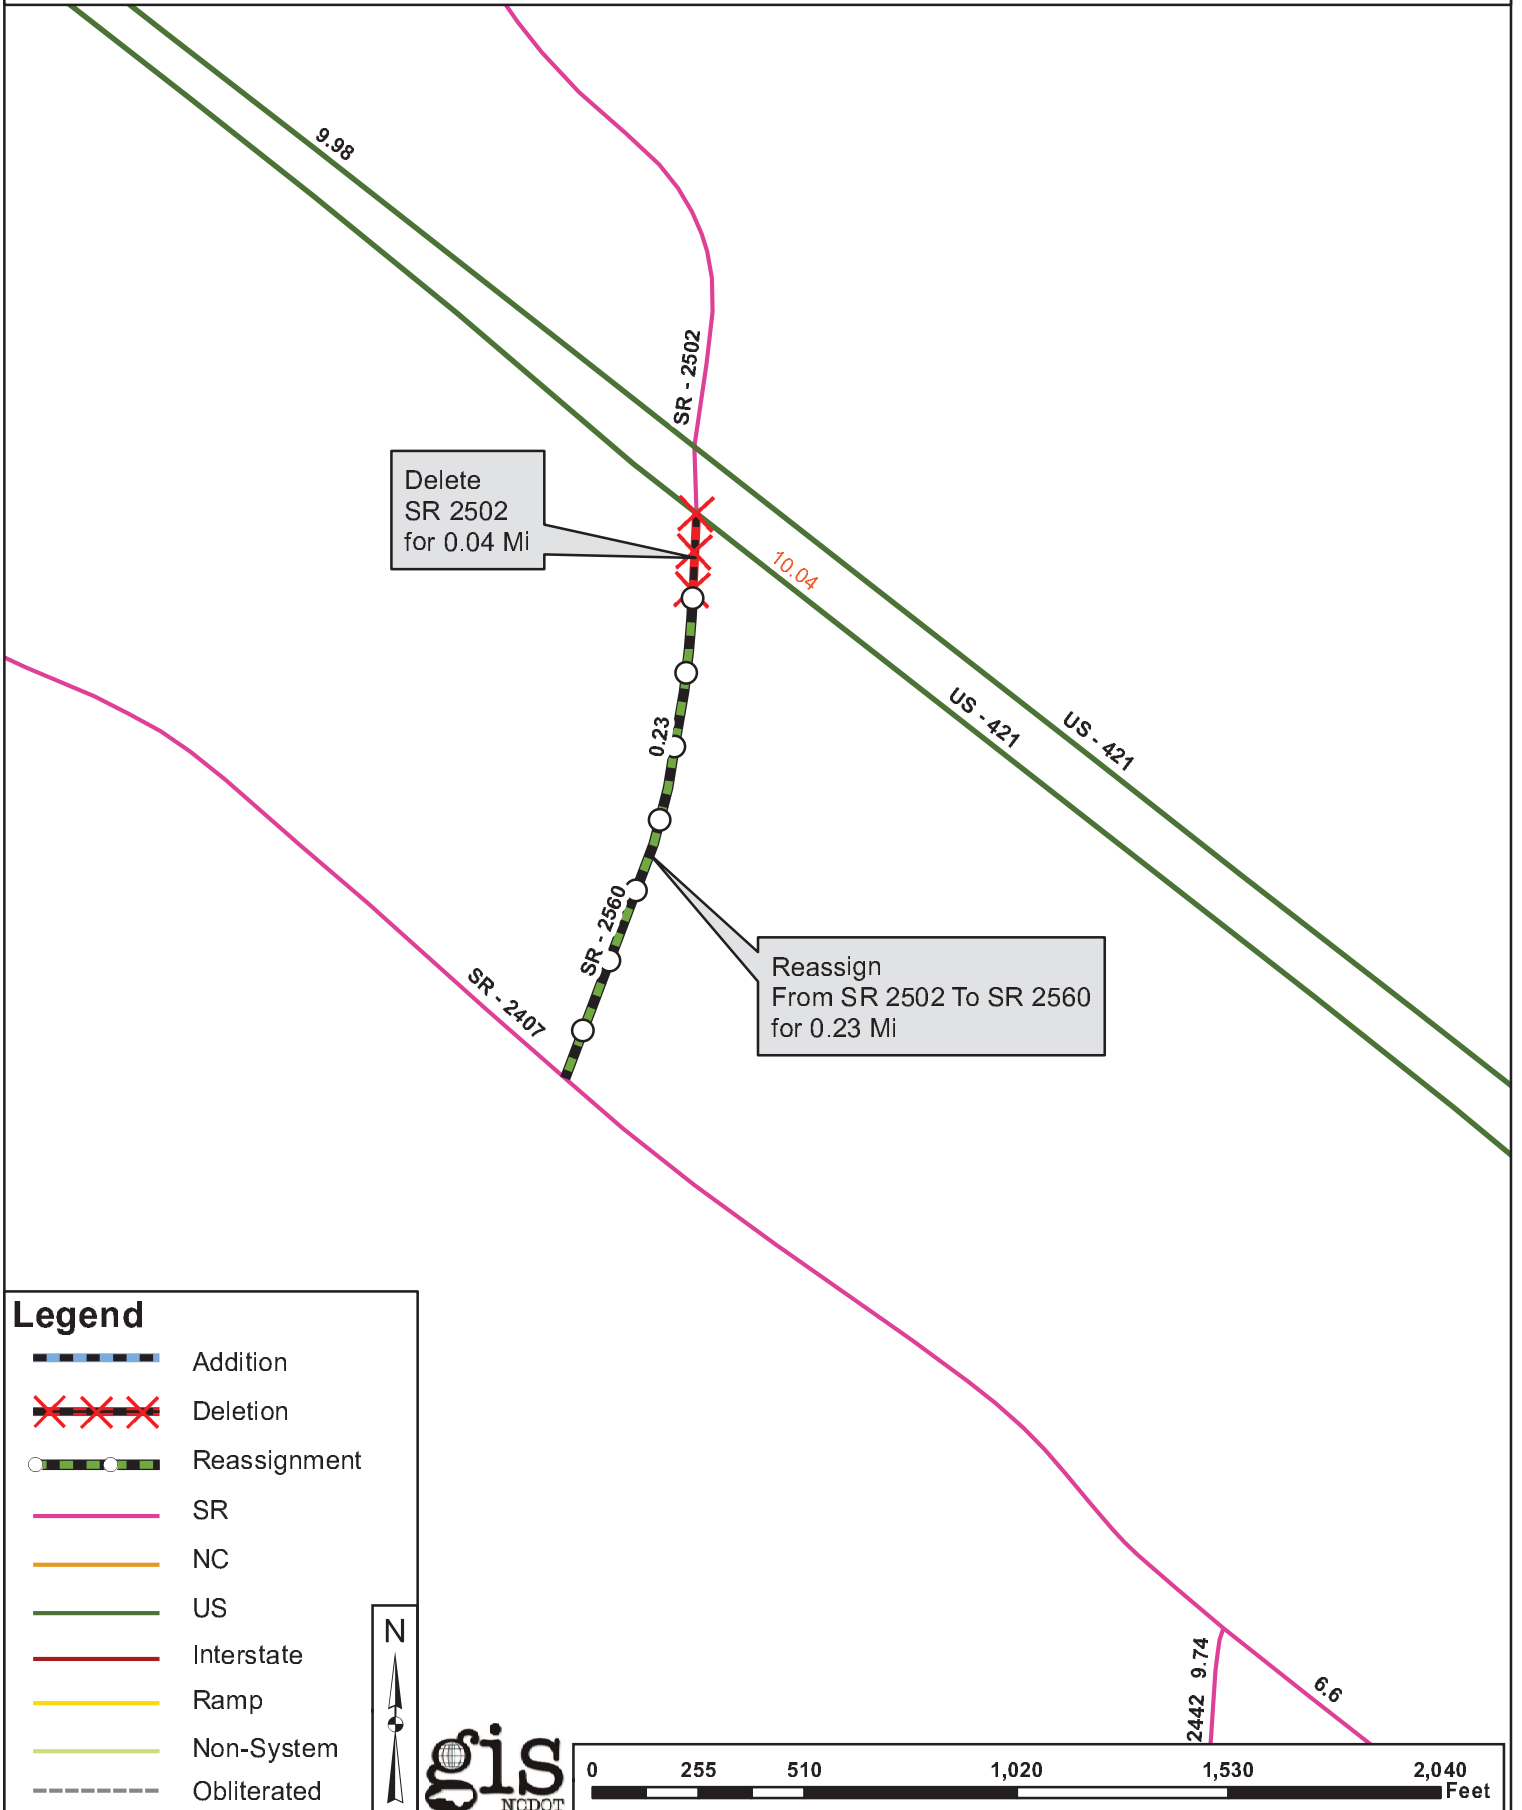 9.98
SR - 2502
Delete
SR 2502
for 0.04 Mi
10.04
US - 421
US - 421
0.23
SR - 2560
SR - 2407
Reassign
From SR 2502 To SR 2560
for 0.23 Mi
Legend
Addition
Deletion
Reassignment
SR
NC
US
Interstate
Ramp
Non-System
Obliterated
N
gis
NCDOT
2442 9.74
6.6
0 255 510 1,020 1,530 2,040
Feet